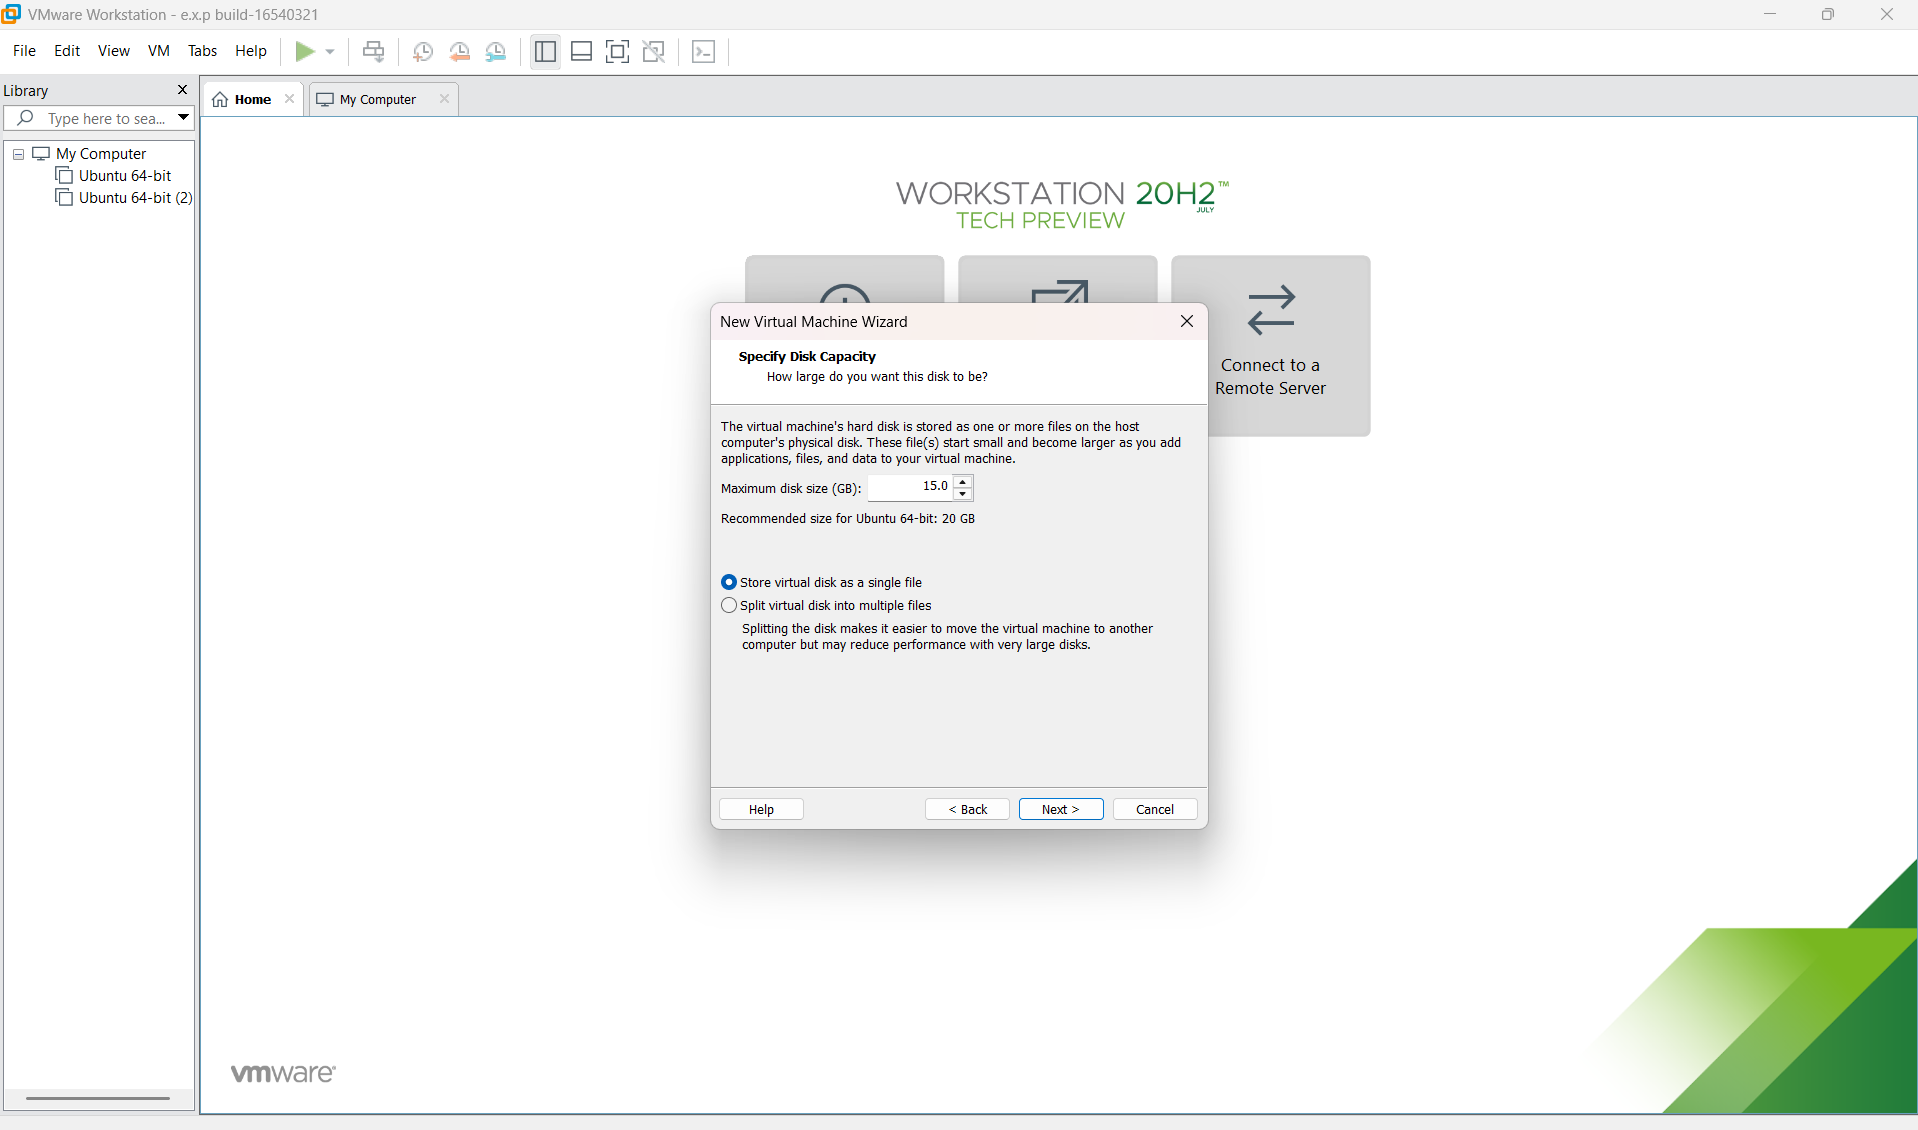 VMware Workstation - e.x.p build-16540321
File Edit View VM Tabs Help
Library
Type here to sea...
My Computer
Ubuntu 64-bit
Ubuntu 64-bit (2)
Home
My Computer
WORKSTATION 20H2™
JULY
TECH PREVIEW
Connect to a
Remote Server
New Virtual Machine Wizard
Specify Disk Capacity
How large do you want this disk to be?
The virtual machine's hard disk is stored as one or more files on the host
computer's physical disk. These file(s) start small and become larger as you add
applications, files, and data to your virtual machine.
Maximum disk size (GB): 15.0
Recommended size for Ubuntu 64-bit: 20 GB
Store virtual disk as a single file
Split virtual disk into multiple files
Splitting the disk makes it easier to move the virtual machine to another
computer but may reduce performance with very large disks.
Help < Back Next > Cancel
vmware®